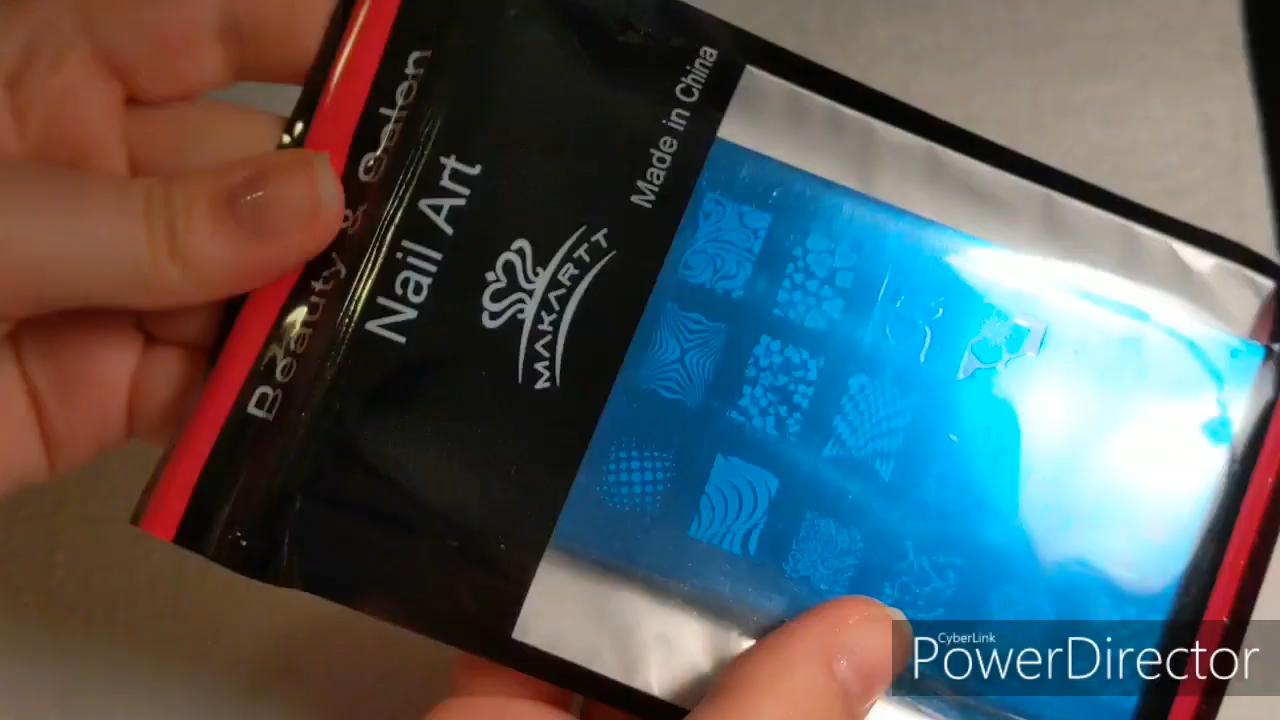 Beauty & Salon
Nail Art
MAKARTT
Made in China
CyberLink
PowerDirector